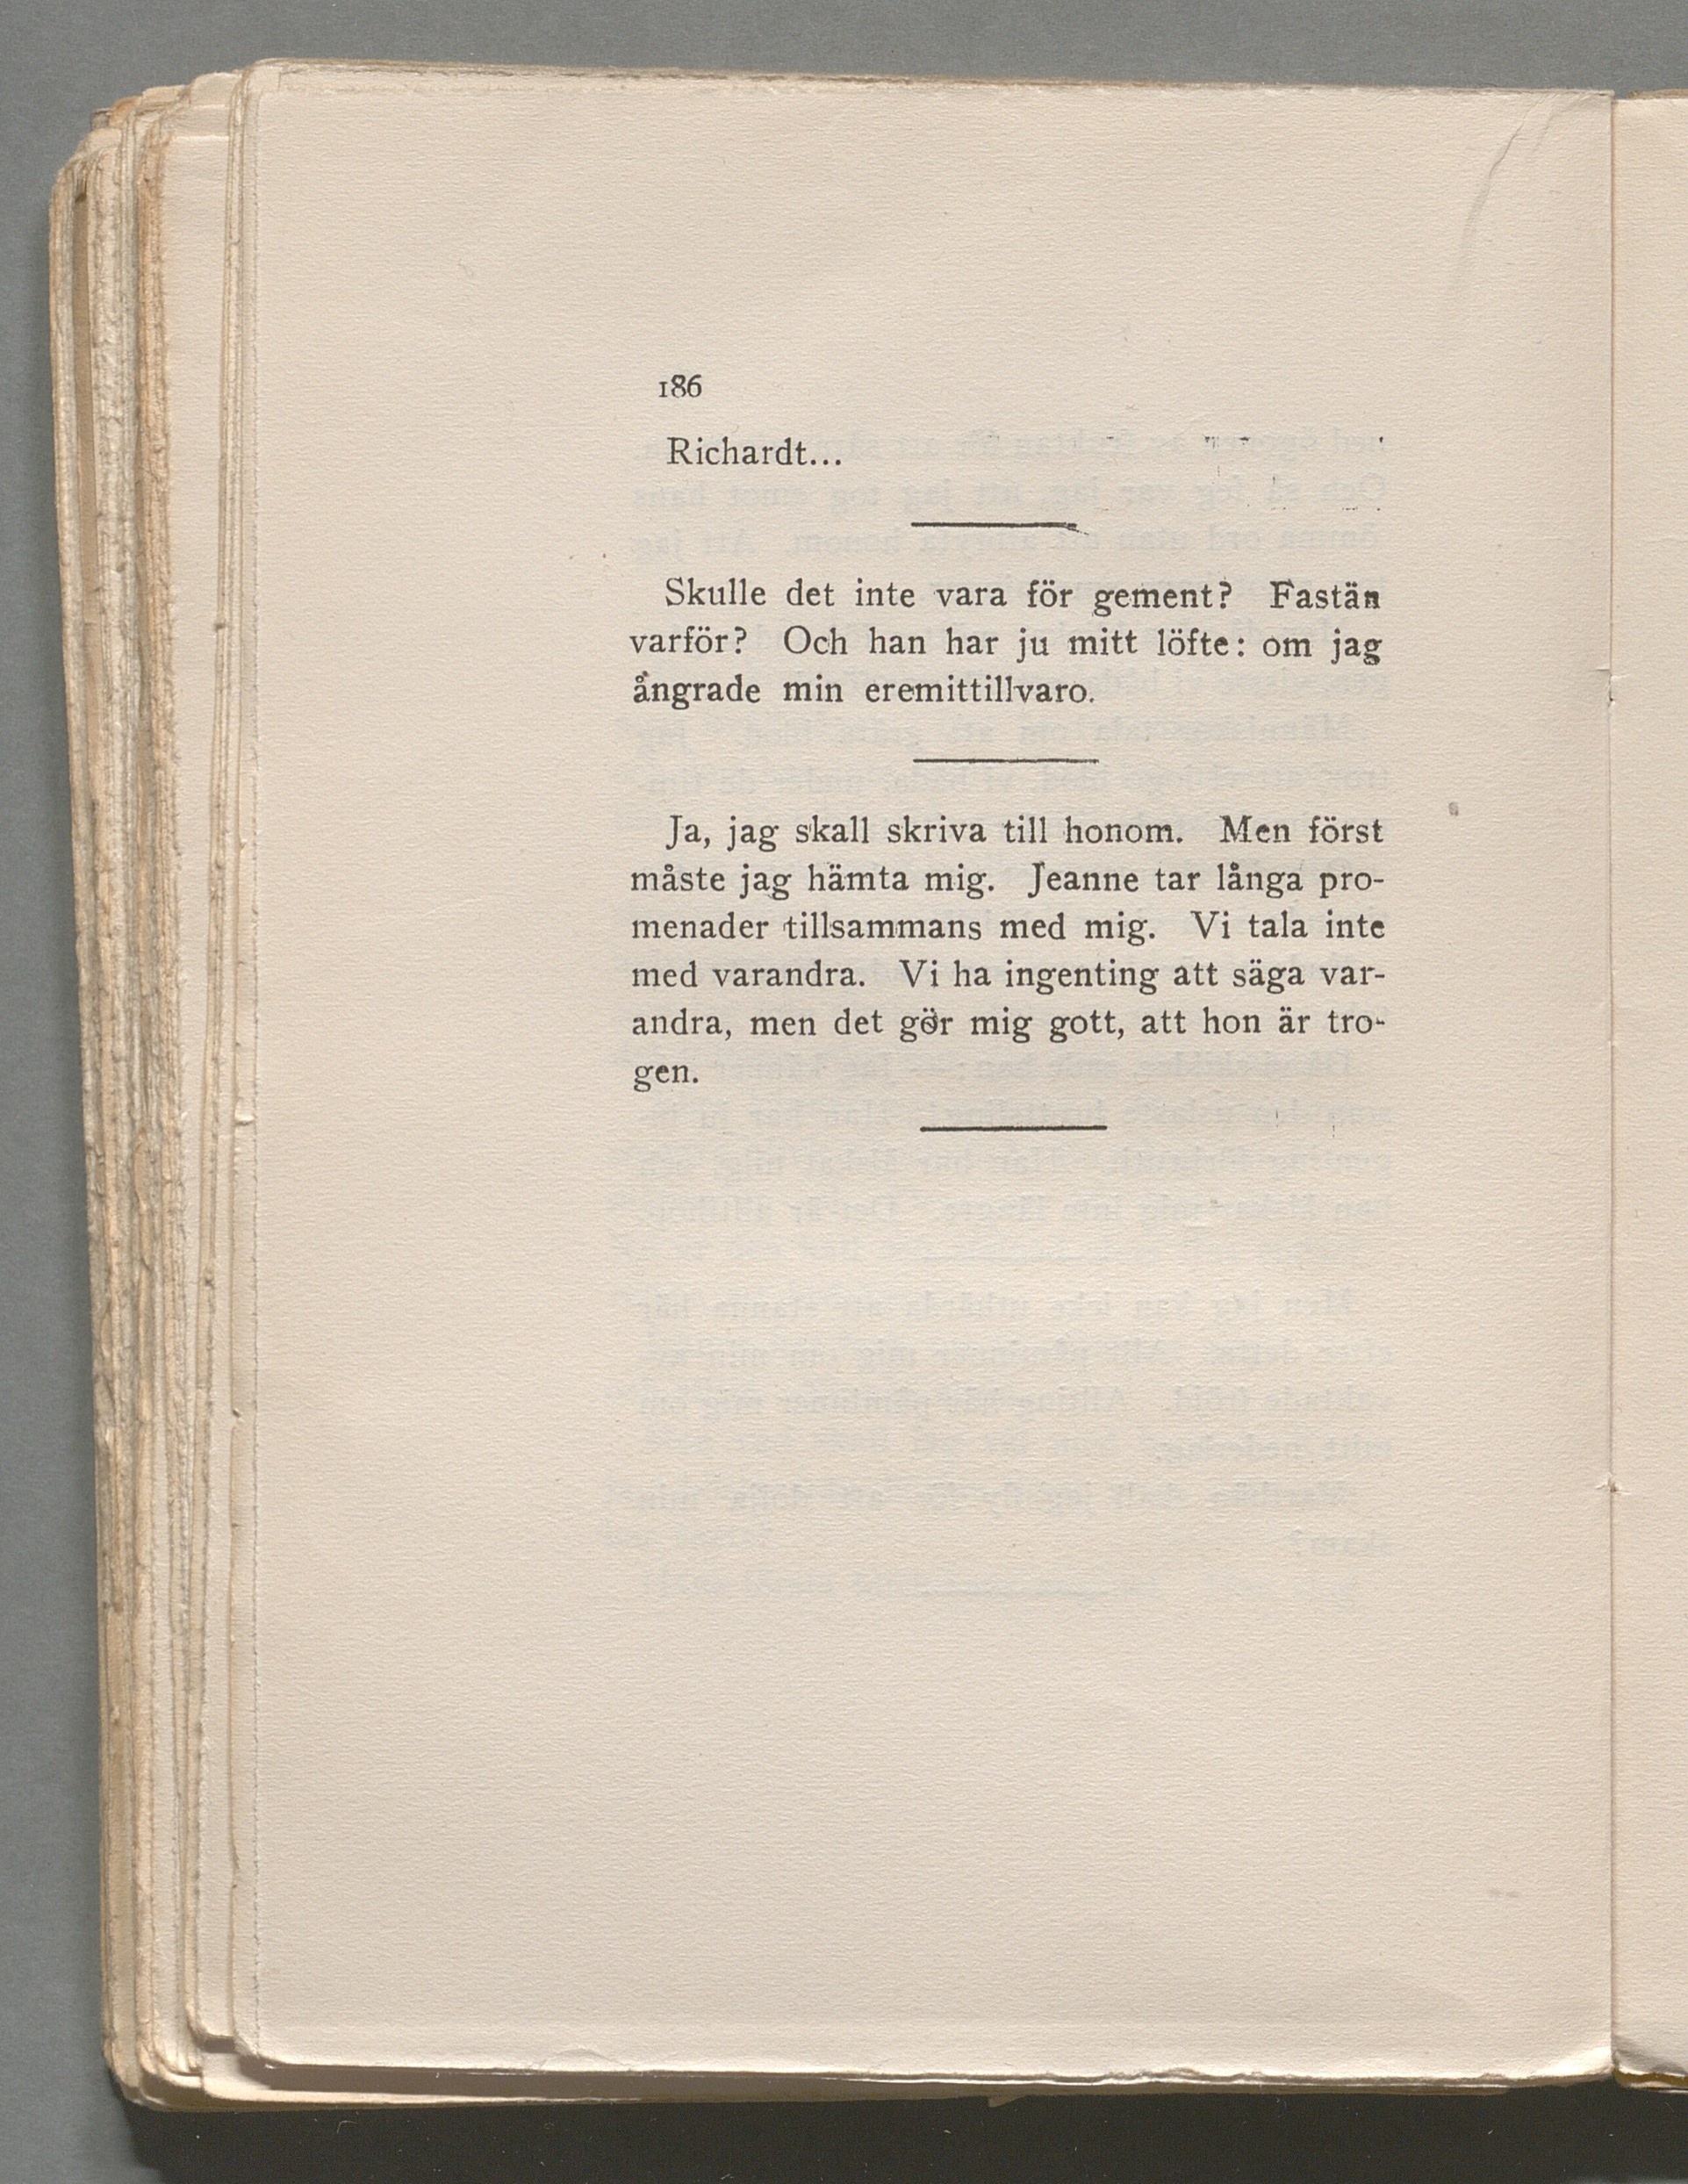 186
Richardt...
Skulle det inte vara för gement? Fastän
varför? Och han har ju mitt löfte: om jag
ångrade min eremittillvaro.
Ja, jag skall skriva till honom. Men först
måste jag hämta mig. Jeanne tar långa pro-
menader tillsammans med mig. Vi tala inte
med varandra. Vi ha ingenting att säga var-
andra, men det gör mig gott, att hon är tro-
gen.